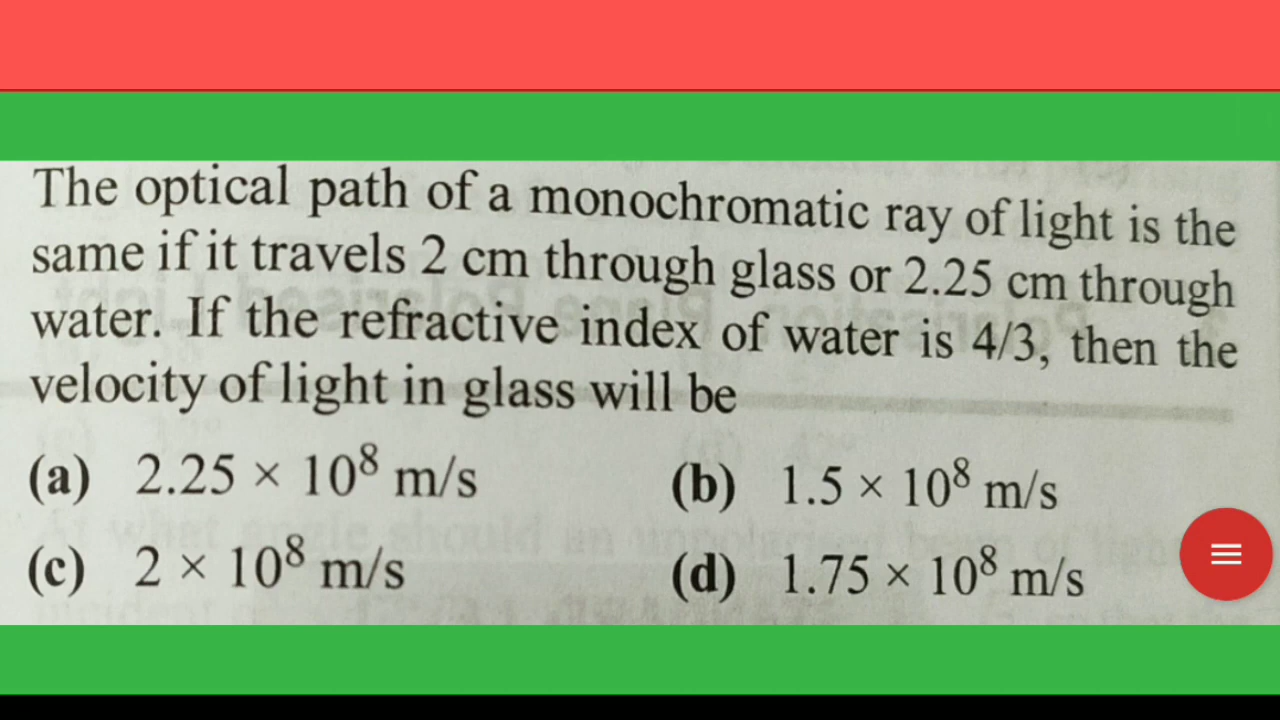 The optical path of a monochromatic ray of light is the
same if it travels 2 cm through glass or 2.25 cm through
water. If the refractive index of water is 4/3, then the
velocity of light in glass will be
(a) 2.25 × 10⁸ m/s (b) 1.5 × 10⁸ m/s
(c) 2 × 10⁸ m/s (d) 1.75 × 10⁸ m/s